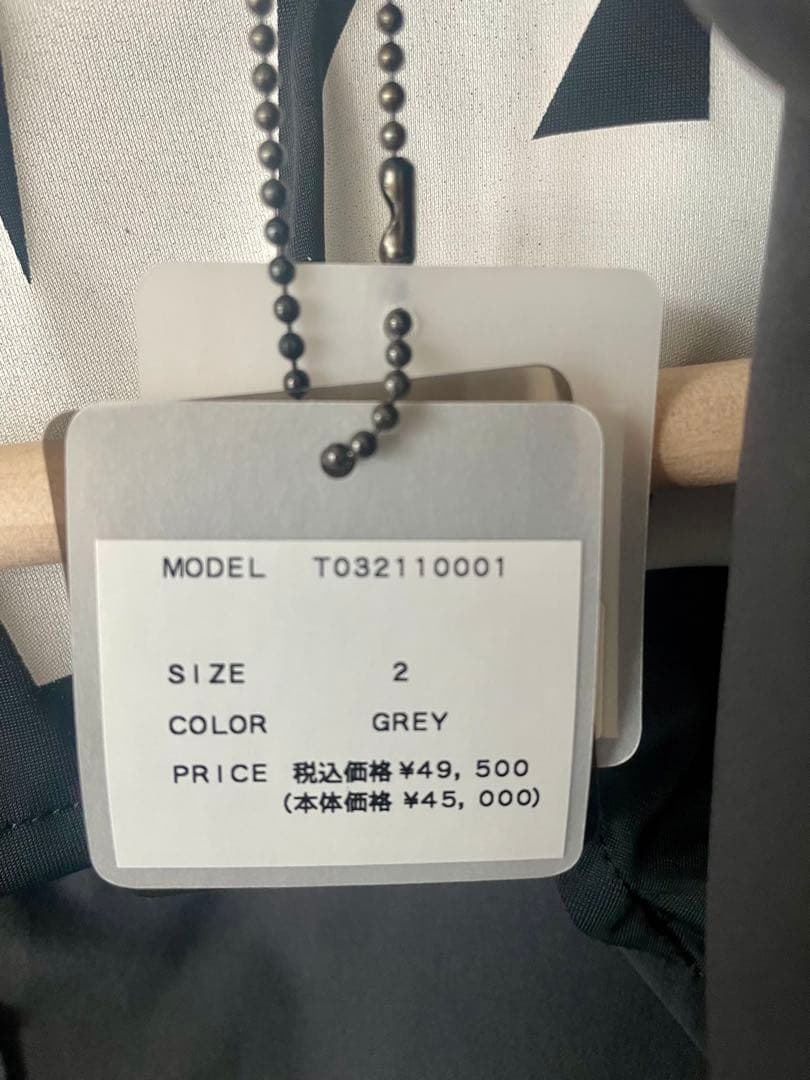 MODEL T032110001
SIZE 2
COLOR GREY
PRICE 税込価格 ¥49, 500
(本体価格 ¥45, 000)